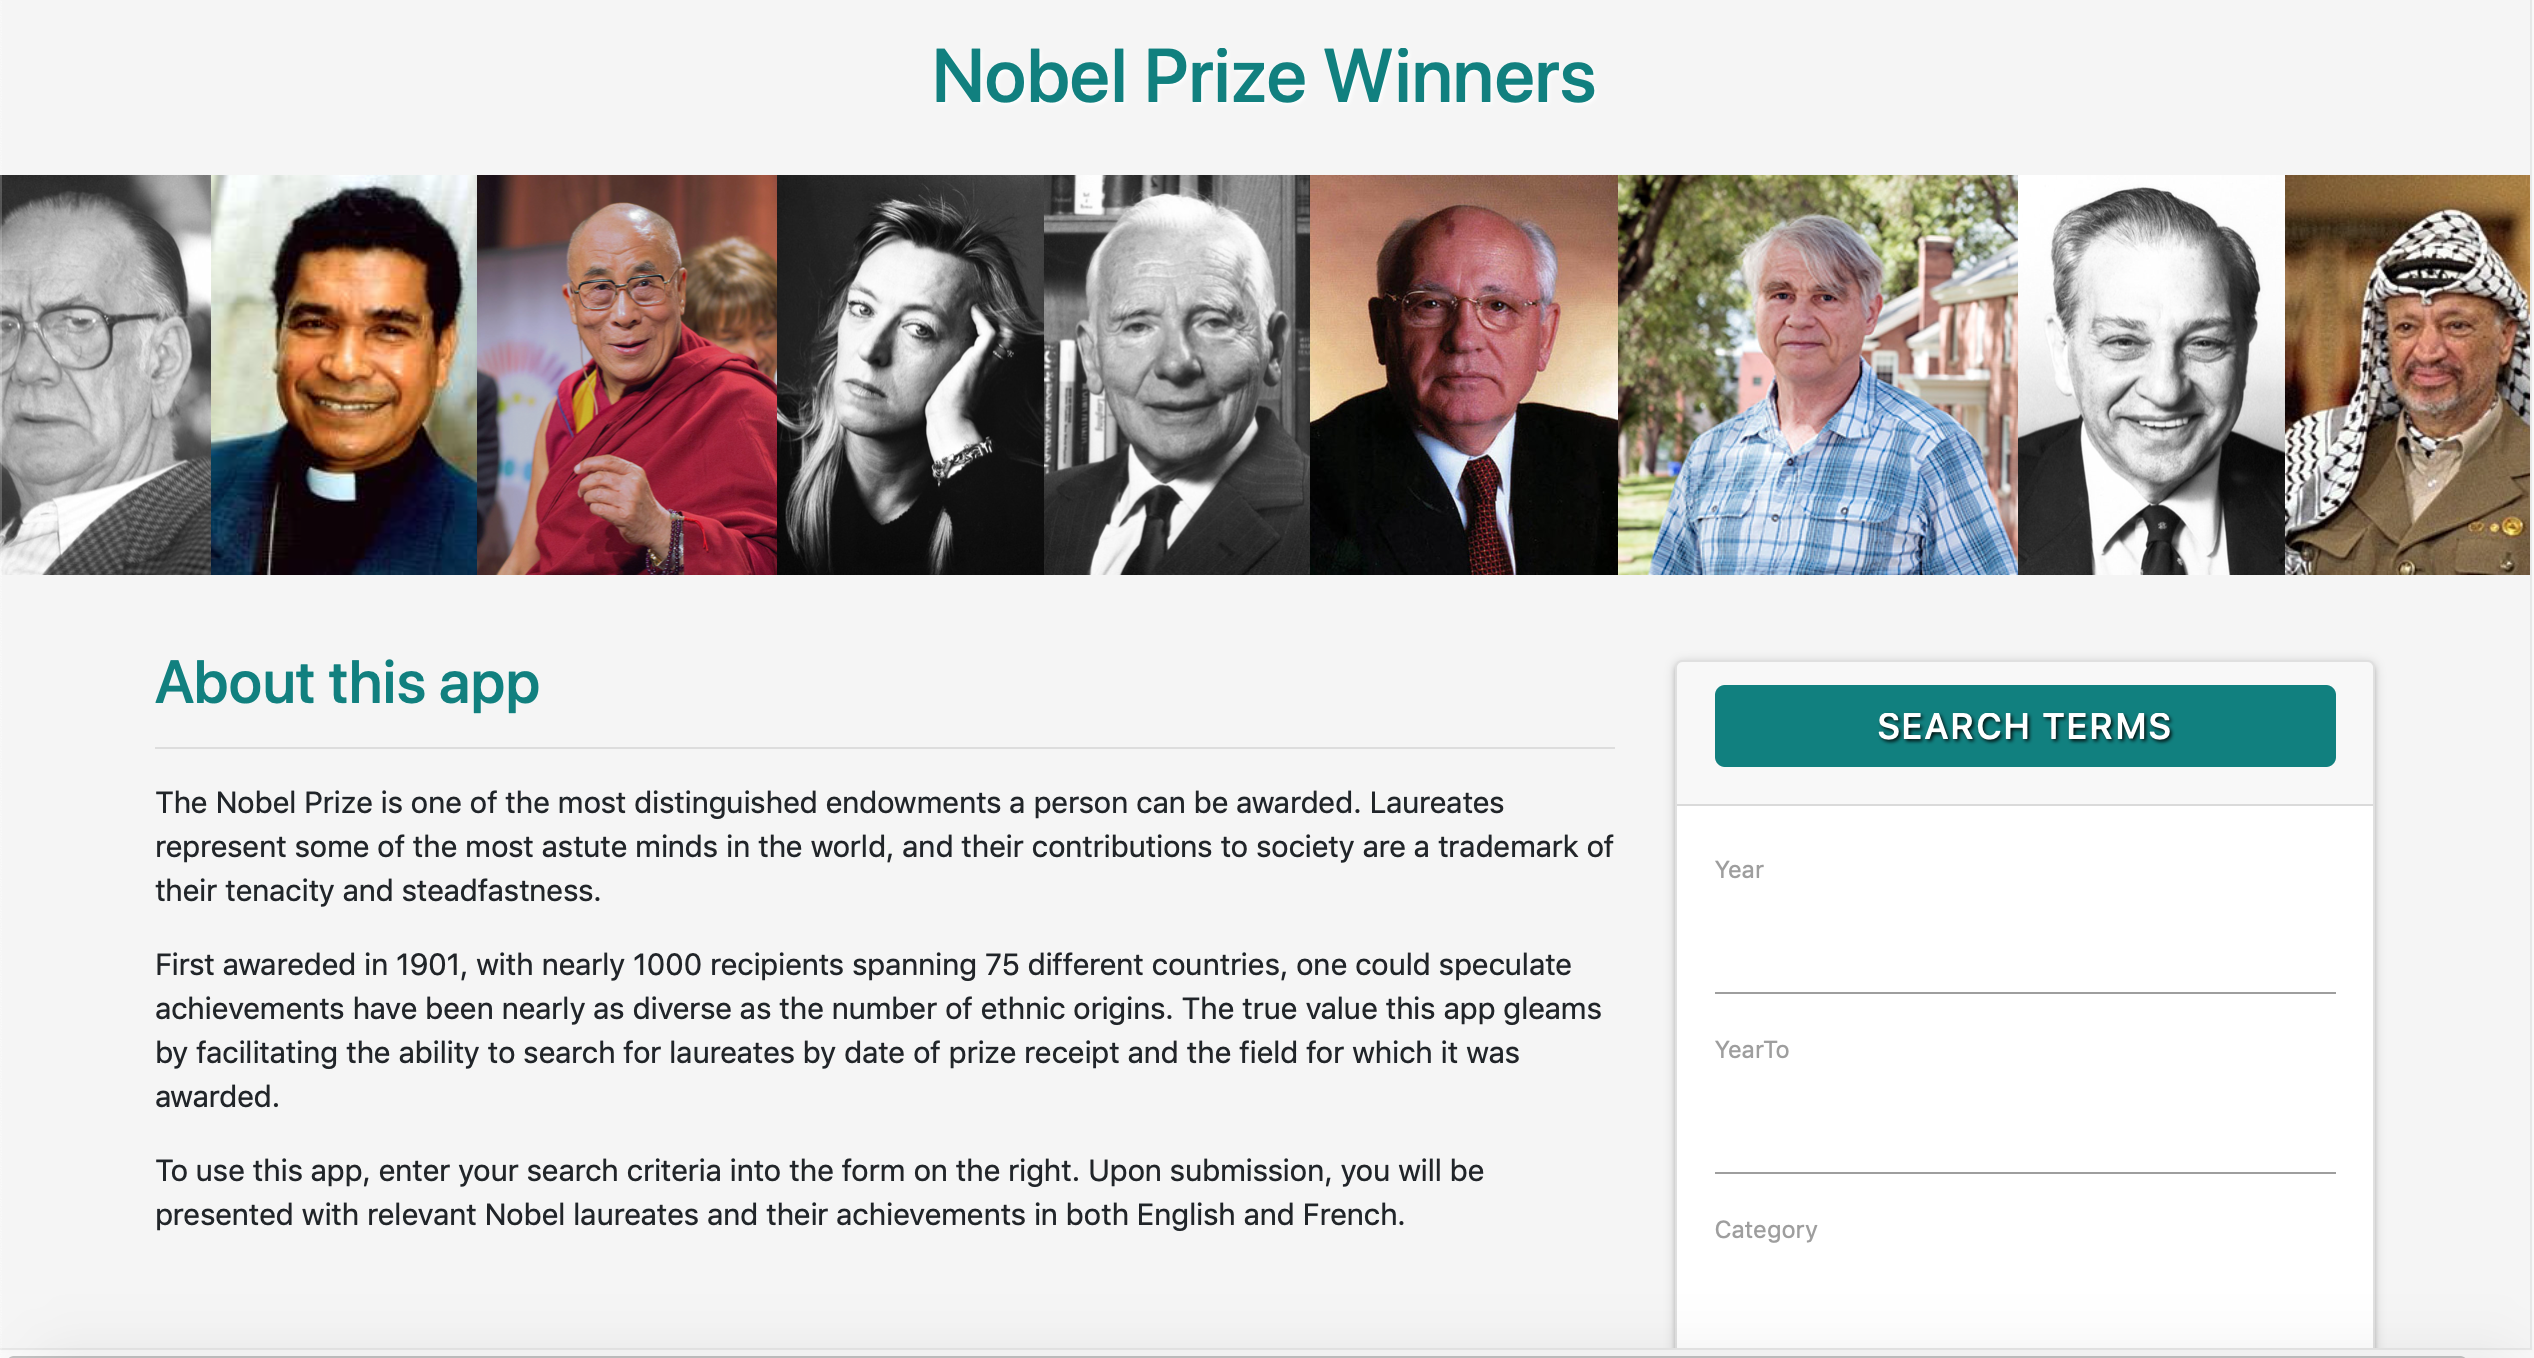 Nobel Prize Winners
About this app
The Nobel Prize is one of the most distinguished endowments a person can be awarded. Laureates
represent some of the most astute minds in the world, and their contributions to society are a trademark of
their tenacity and steadfastness.
First awareded in 1901, with nearly 1000 recipients spanning 75 different countries, one could speculate
achievements have been nearly as diverse as the number of ethnic origins. The true value this app gleams
by facilitating the ability to search for laureates by date of prize receipt and the field for which it was
awarded.
To use this app, enter your search criteria into the form on the right. Upon submission, you will be
presented with relevant Nobel laureates and their achievements in both English and French.
SEARCH TERMS
Year
YearTo
Category